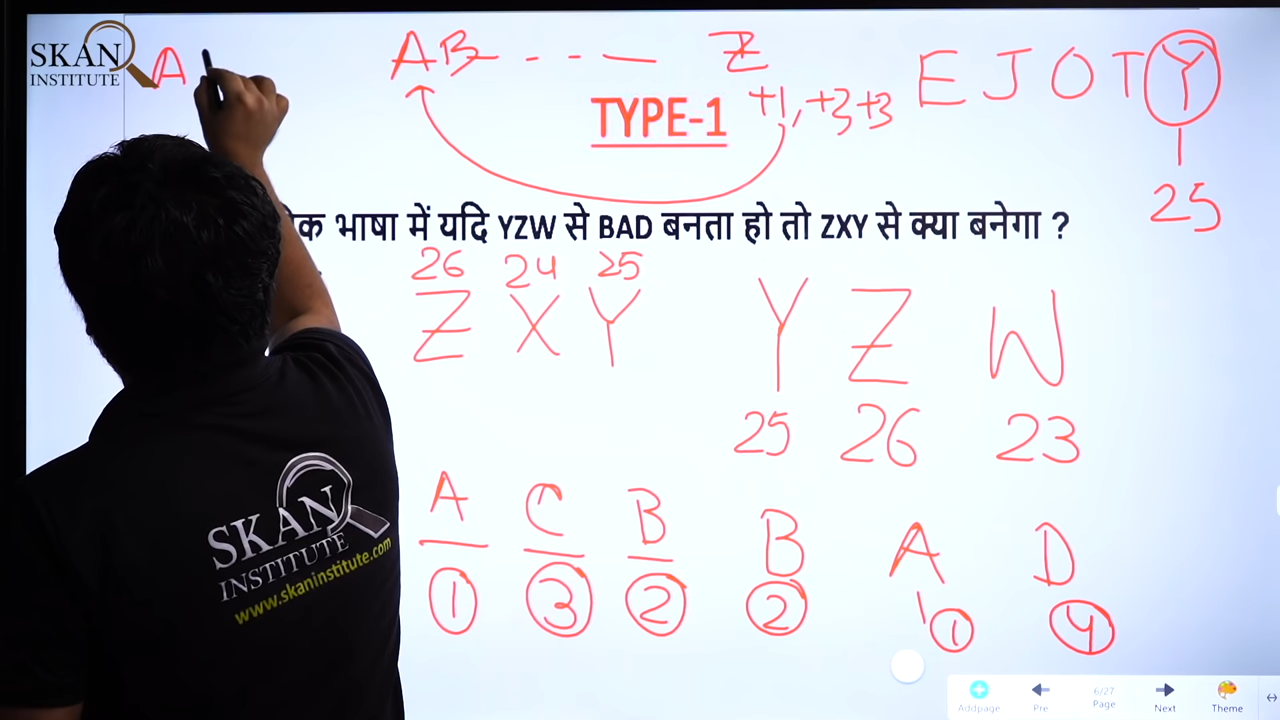 SKAN
INSTITUTE
A
AB - - - Z
+1, +3 +3
E J O T Y
TYPE-1
25
भाषा में यदि YZW से BAD बनता हो तो ZXY से क्या बनेगा ?
26 24 25
Z X Y
Y Z W
25 26 23
A C B
1 3 2
B A D
2 1 4
SKAN
INSTITUTE
www.skaninstitute.com
Addpage
Pre
6/27
Page
Next
Theme